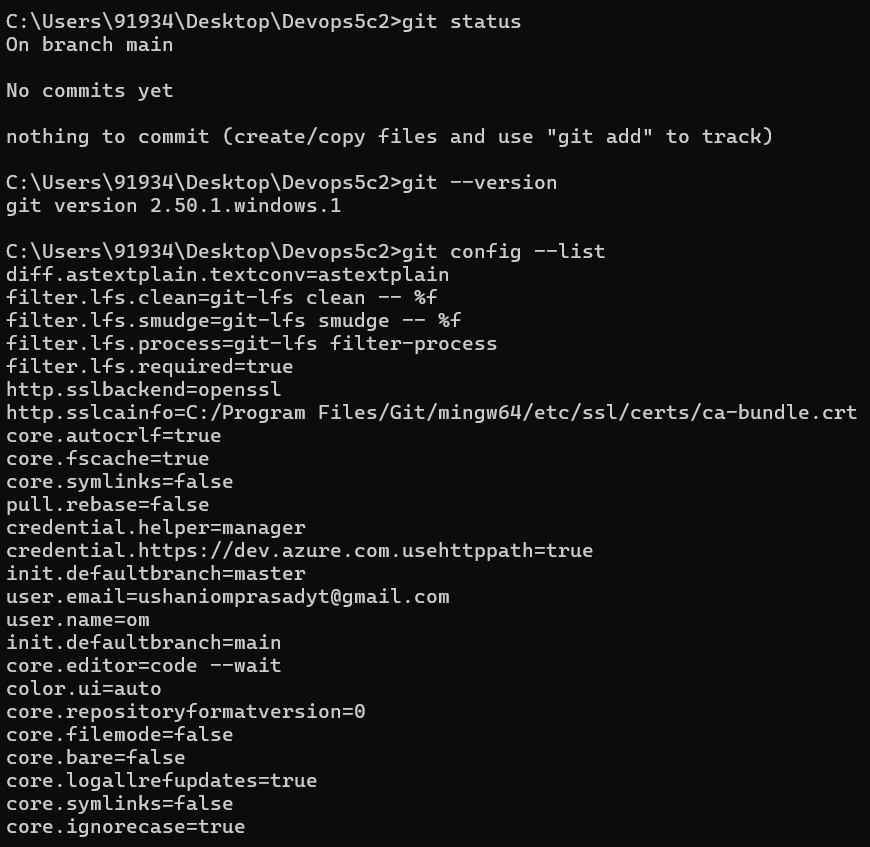 C:\Users\91934\Desktop\Devops5c2>git status
On branch main
No commits yet
nothing to commit (create/copy files and use "git add" to track)
C:\Users\91934\Desktop\Devops5c2>git --version
git version 2.50.1.windows.1
C:\Users\91934\Desktop\Devops5c2>git config --list
diff.astextplain.textconv=astextplain
filter.lfs.clean=git-lfs clean -- %f
filter.lfs.smudge=git-lfs smudge -- %f
filter.lfs.process=git-lfs filter-process
filter.lfs.required=true
http.sslbackend=openssl
http.sslcainfo=C:/Program Files/Git/mingw64/etc/ssl/certs/ca-bundle.crt
core.autocrlf=true
core.fscache=true
core.symlinks=false
pull.rebase=false
credential.helper=manager
credential.https://dev.azure.com.usehttppath=true
init.defaultbranch=master
user.email=ushaniomprasadyt@gmail.com
user.name=om
init.defaultbranch=main
core.editor=code --wait
color.ui=auto
core.repositoryformatversion=0
core.filemode=false
core.bare=false
core.logallrefupdates=true
core.symlinks=false
core.ignorecase=true